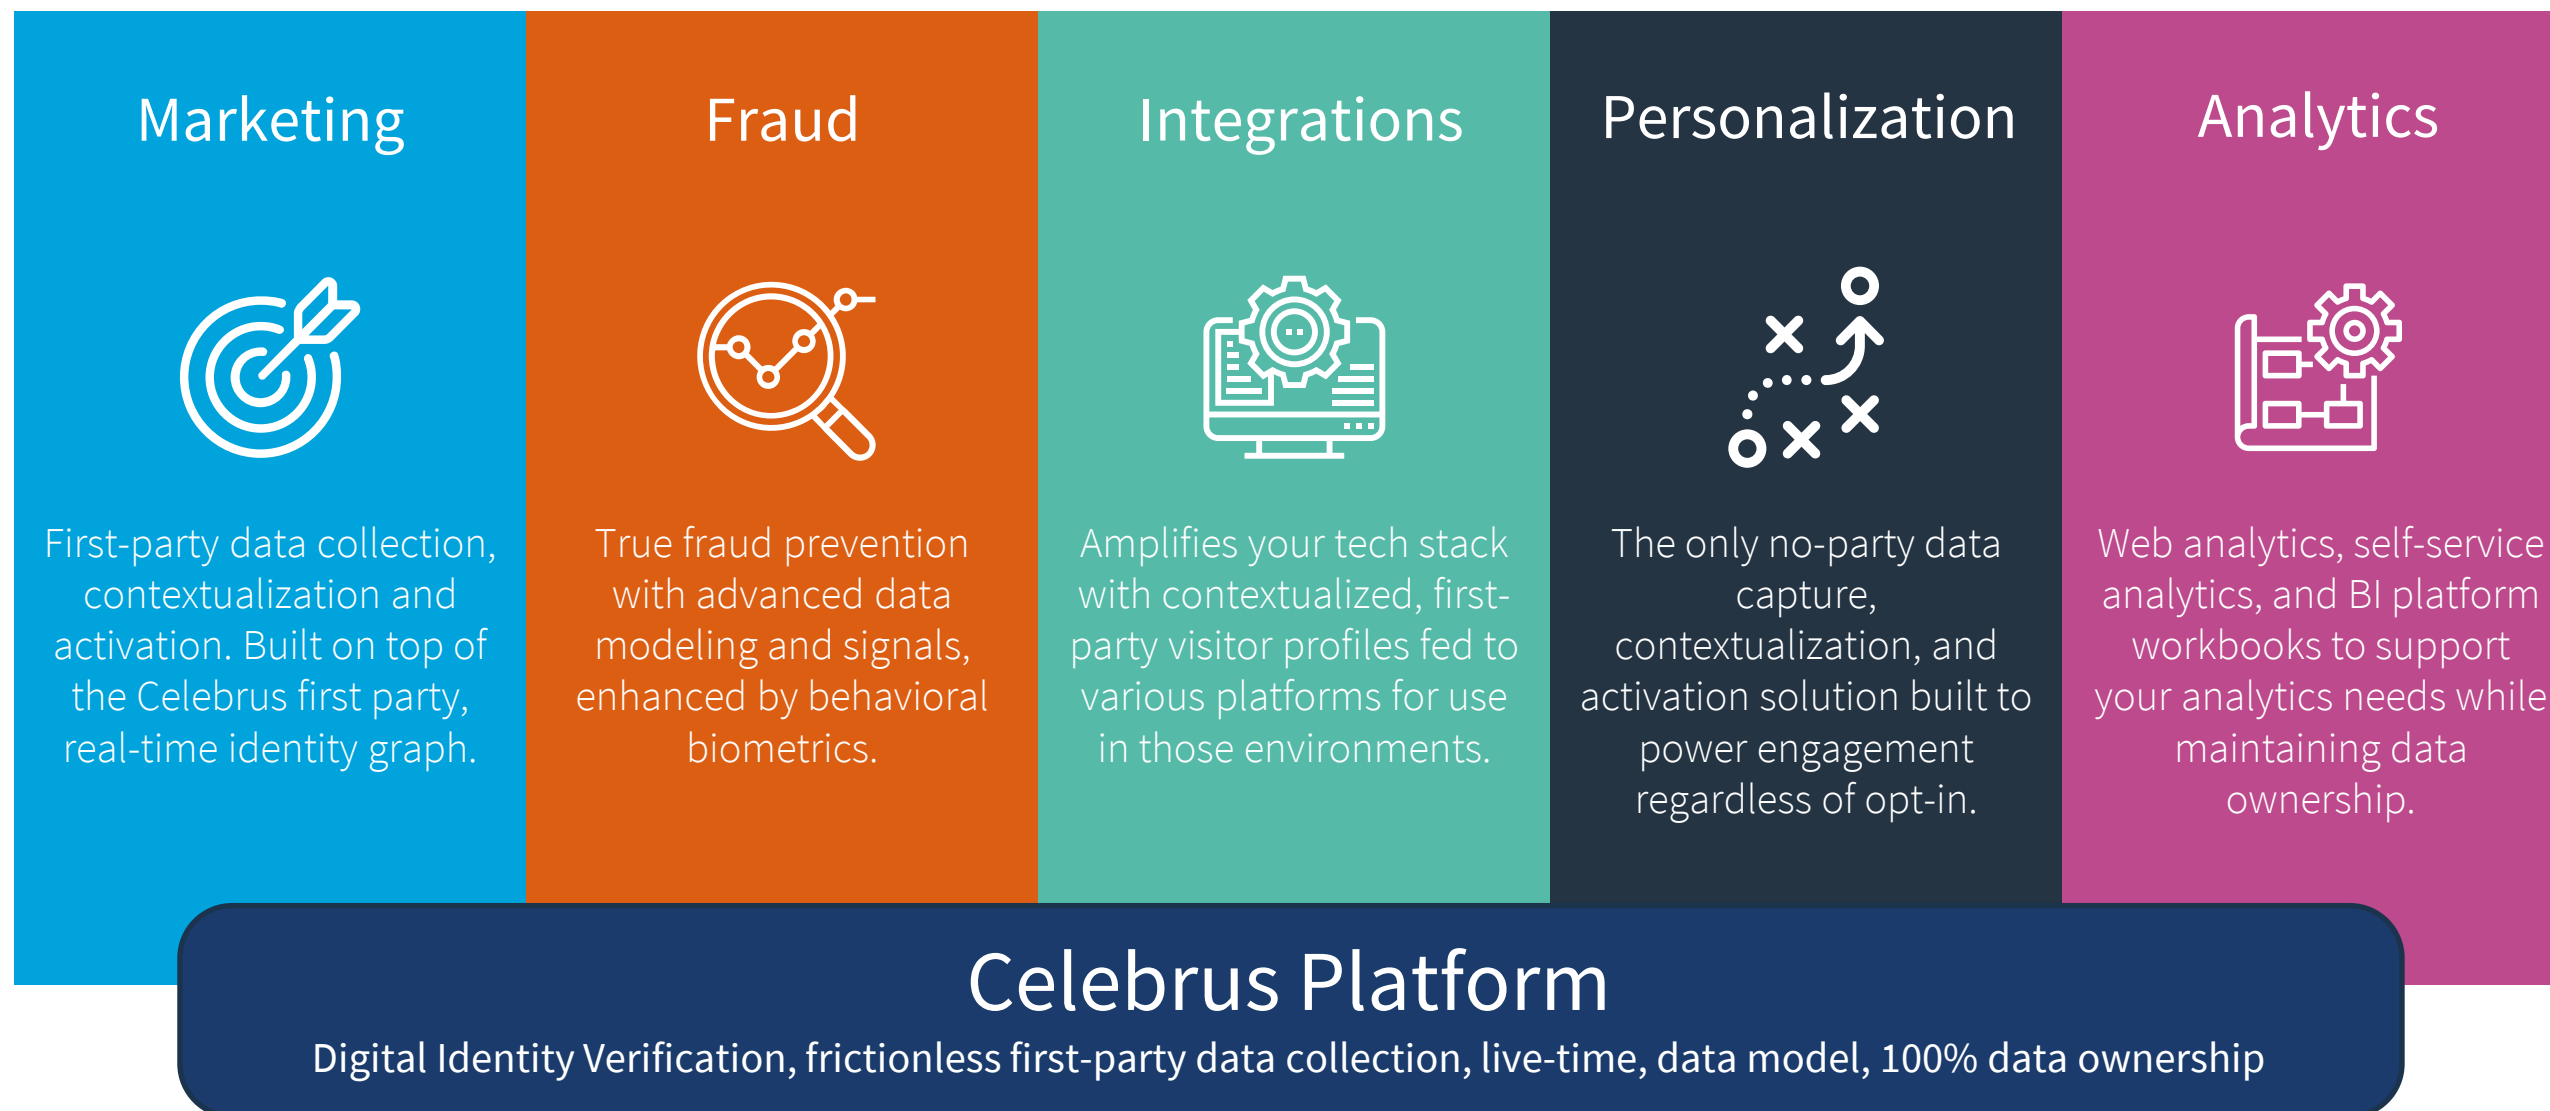 Marketing
First-party data collection,
contextualization and
activation. Built on top of
the Celebrus first party,
real-time identity graph.
Fraud
True fraud prevention
with advanced data
modeling and signals,
enhanced by behavioral
biometrics.
Integrations
Amplifies your tech stack
with contextualized, first-
party visitor profiles fed to
various platforms for use
in those environments.
Personalization
The only no-party data
capture,
contextualization, and
activation solution built to
power engagement
regardless of opt-in.
Analytics
Web analytics, self-service
analytics, and BI platform
workbooks to support
your analytics needs while
maintaining data
ownership.
Celebrus Platform
Digital Identity Verification, frictionless first-party data collection, live-time, data model, 100% data ownership